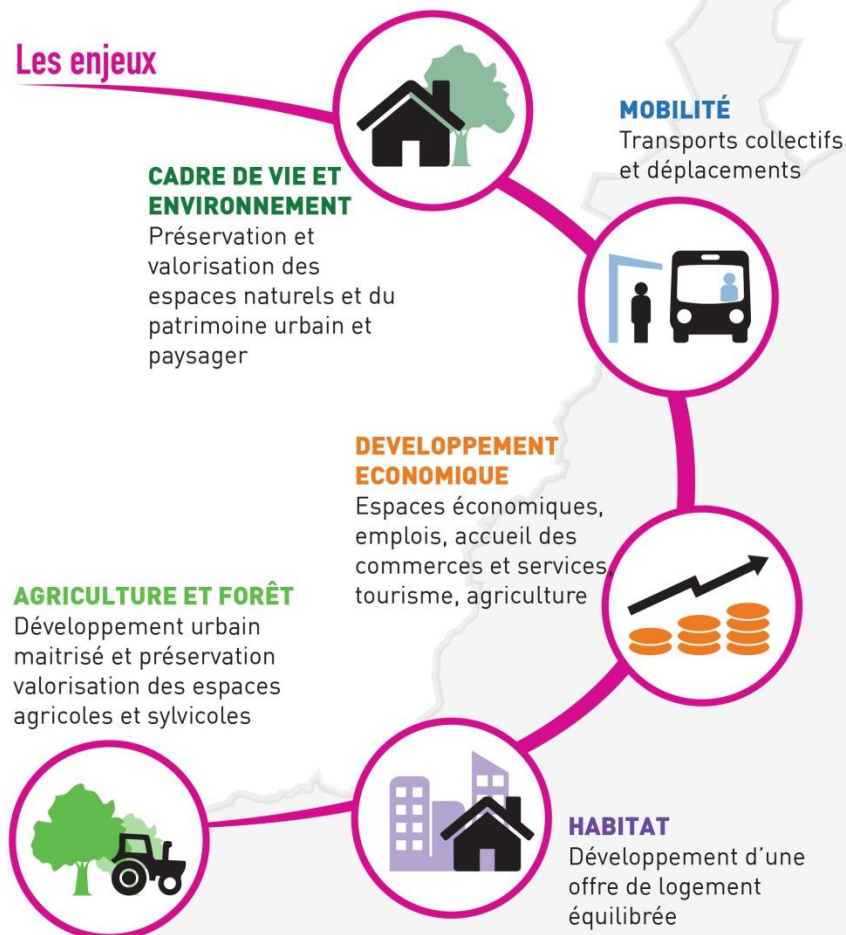 Les enjeux
CADRE DE VIE ET
ENVIRONNEMENT
Préservation et
valorisation des
espaces naturels et du
patrimoine urbain et
paysager
MOBILITÉ
Transports collectifs
et déplacements
DEVELOPPEMENT
ECONOMIQUE
Espaces économiques,
emplois, accueil des
commerces et services,
tourisme, agriculture
HABITAT
Développement d'une
offre de logement
équilibrée
AGRICULTURE ET FORÊT
Développement urbain
maitrisé et préservation
valorisation des espaces
agricoles et sylvicoles